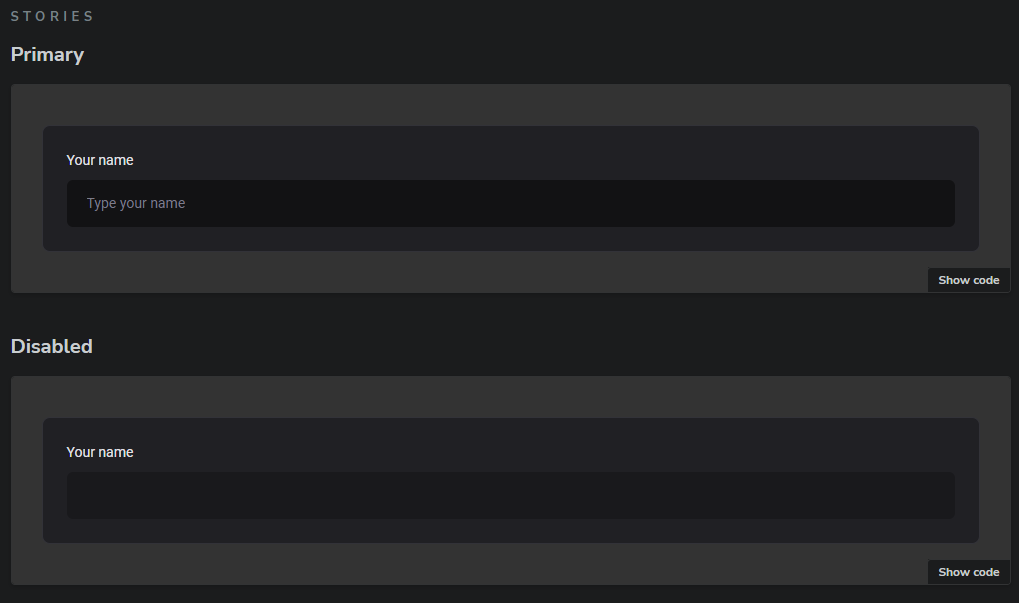 STORIES
Primary
Your name
Type your name
Show code
Disabled
Your name
Show code